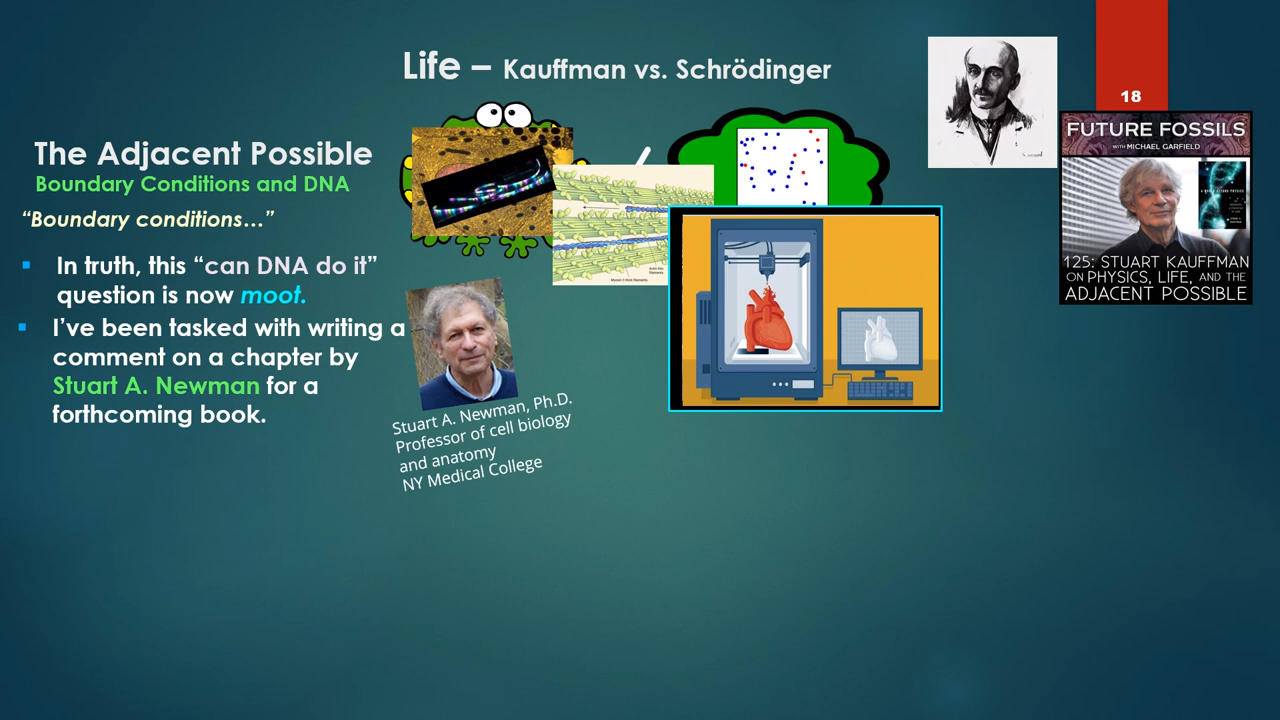 Life – Kauffman vs. Schrödinger
18
The Adjacent Possible
Boundary Conditions and DNA
“Boundary conditions…”
In truth, this “can DNA do it”
question is now moot.
I’ve been tasked with writing a
comment on a chapter by
Stuart A. Newman for a
forthcoming book.
Stuart A. Newman, Ph.D.
Professor of cell biology
and anatomy
NY Medical College
FUTURE FOSSILS
WITH MICHAEL GARFIELD
125: STUART KAUFFMAN
ON PHYSICS, LIFE, AND THE
ADJACENT POSSIBLE